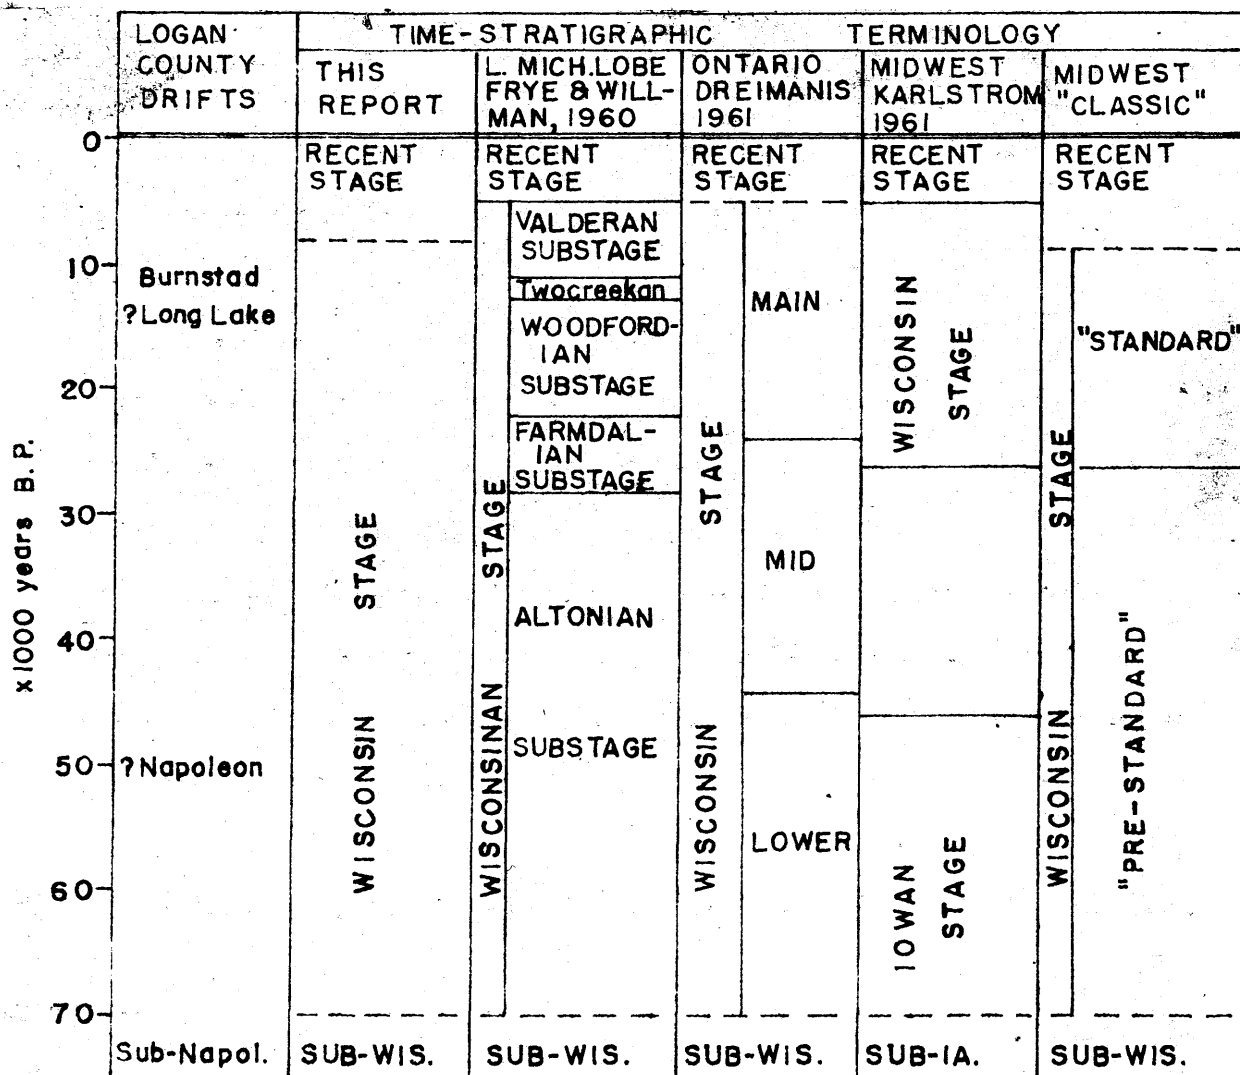 LOGAN
COUNTY
DRIFTS
TIME-STRATIGRAPHIC TERMINOLOGY
THIS
REPORT
L. MICH. LOBE
FRYE & WILL-
MAN, 1960
ONTARIO
DREIMANIS
1961
MIDWEST
KARLSTROM
1961
MIDWEST
"CLASSIC"
x1000 years B.P.
0
10
20
30
40
50
60
70
Burnstad
?Long Lake
?Napoleon
Sub-Napol.
RECENT
STAGE
WISCONSIN STAGE
SUB-WIS.
RECENT
STAGE
WISCONSINAN STAGE
VALDERAN
SUBSTAGE
Twocreekan
WOODFORD-
IAN
SUBSTAGE
FARMDAL-
IAN
SUBSTAGE
ALTONIAN
SUBSTAGE
SUB-WIS.
RECENT
STAGE
WISCONSIN STAGE
MAIN
MID
LOWER
SUB-WIS.
RECENT
STAGE
WISCONSIN
STAGE
IOWAN
STAGE
SUB-IA.
RECENT
STAGE
WISCONSIN STAGE
"STANDARD"
"PRE-STANDARD"
SUB-WIS.